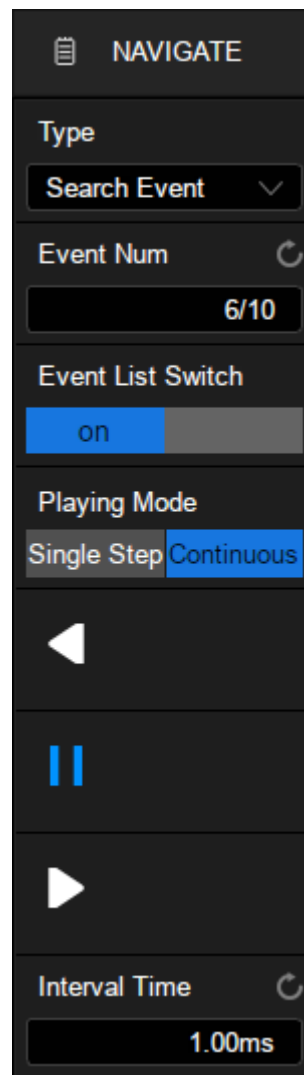 NAVIGATE
Type
Search Event
Event Num
6/10
Event List Switch
on
Playing Mode
Single Step Continuous
Interval Time
1.00ms